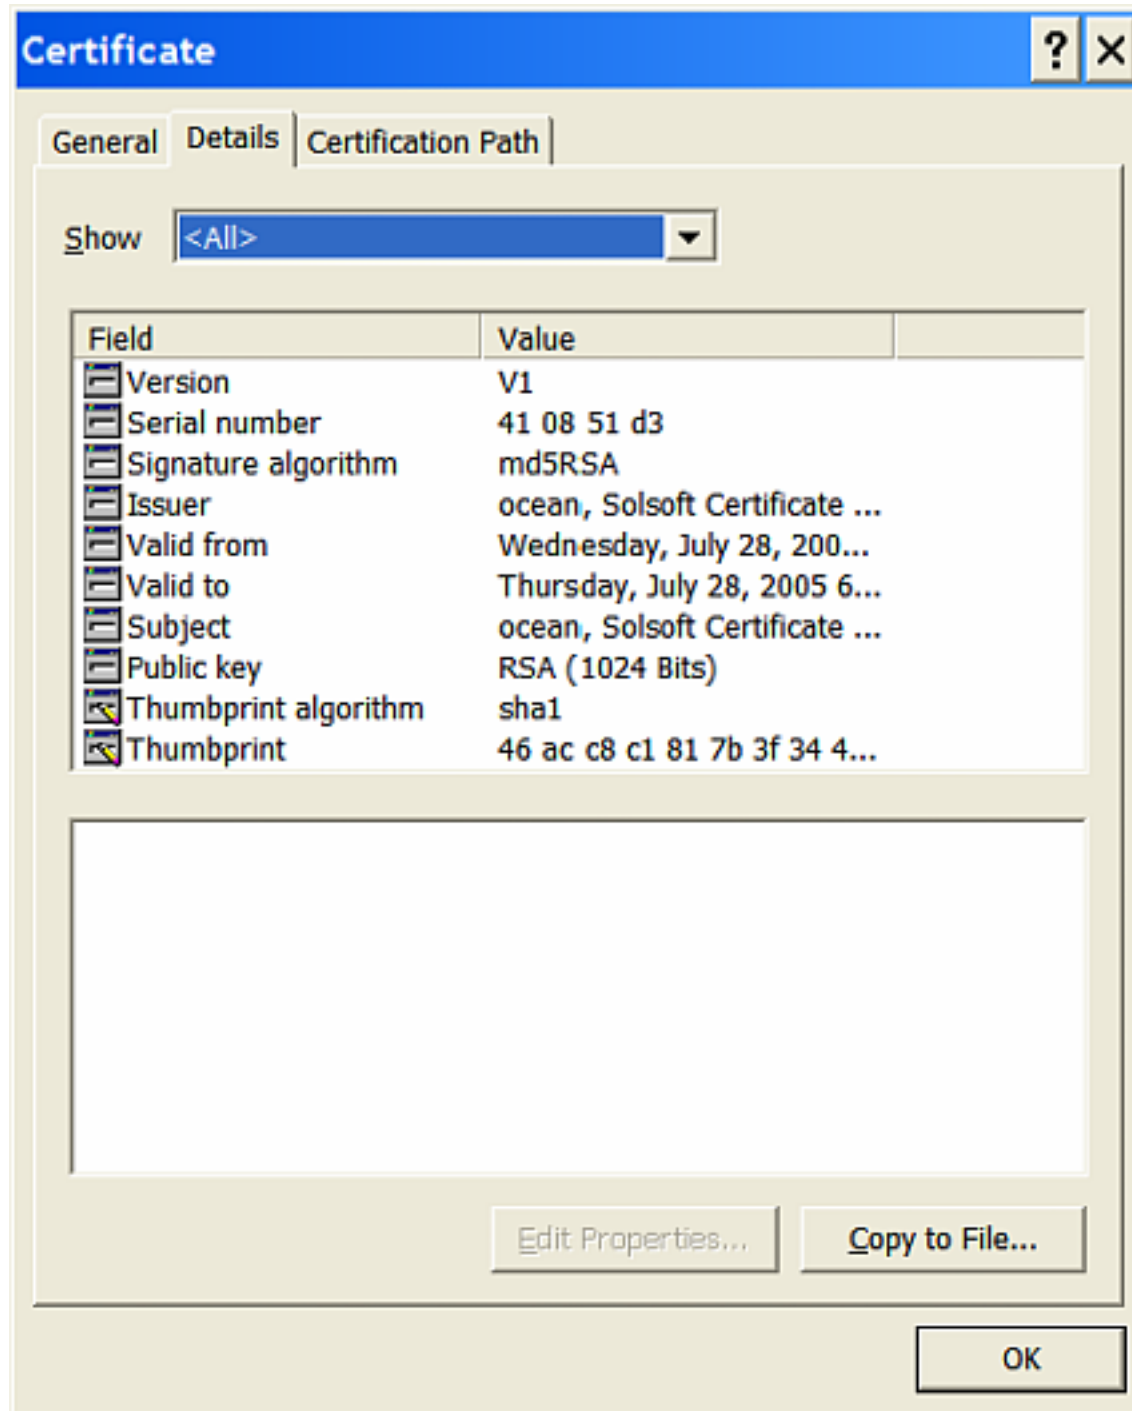 Certificate
General Details Certification Path
Show <All>
Field Value
Version V1
Serial number 41 08 51 d3
Signature algorithm md5RSA
Issuer ocean, Solsoft Certificate ...
Valid from Wednesday, July 28, 200...
Valid to Thursday, July 28, 2005 6...
Subject ocean, Solsoft Certificate ...
Public key RSA (1024 Bits)
Thumbprint algorithm sha1
Thumbprint 46 ac c8 c1 81 7b 3f 34 4...
Edit Properties... Copy to File...
OK